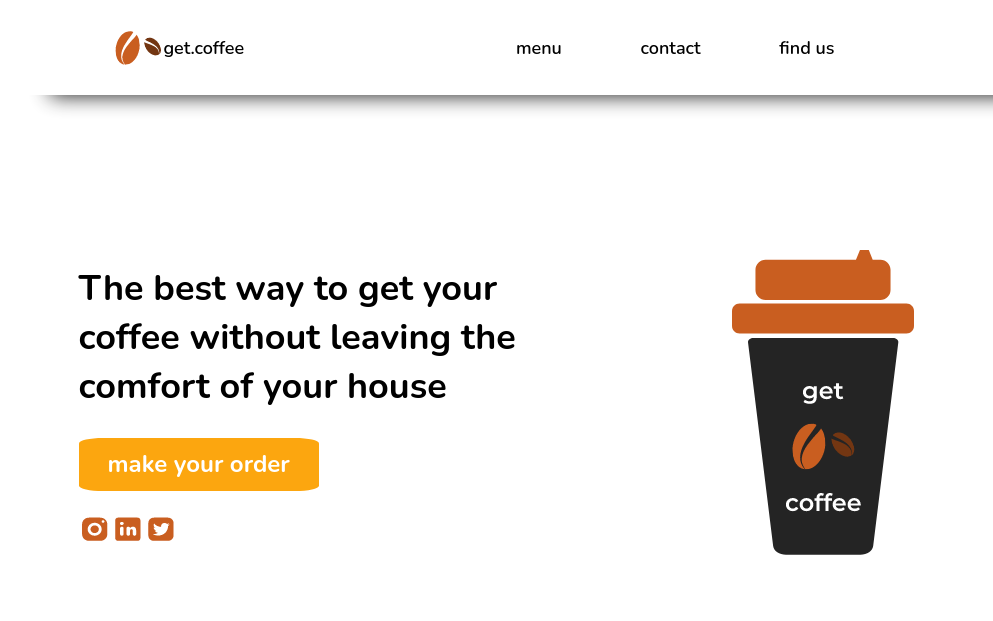 get.coffee
menu
contact
find us
The best way to get your
coffee without leaving the
comfort of your house
make your order
get
coffee